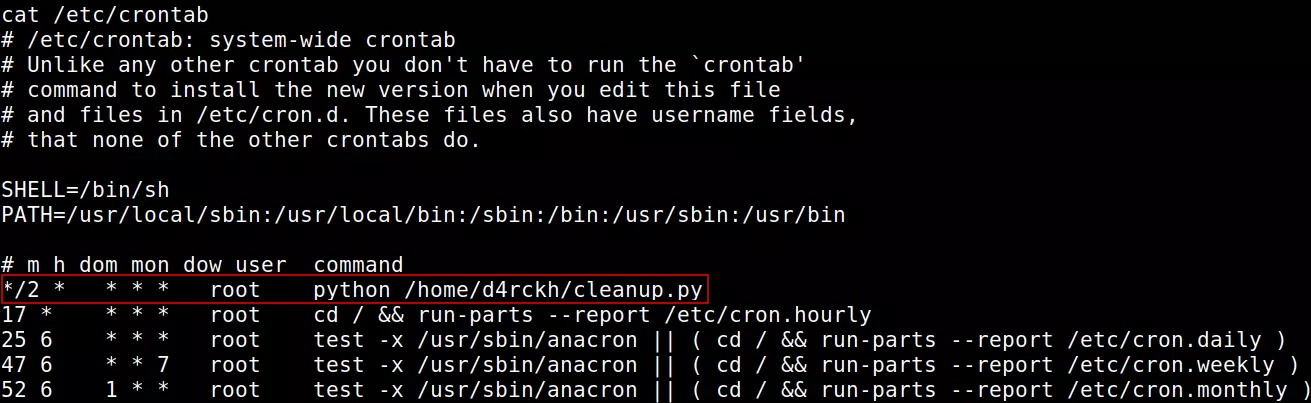 cat /etc/crontab
# /etc/crontab: system-wide crontab
# Unlike any other crontab you don't have to run the `crontab'
# command to install the new version when you edit this file
# and files in /etc/cron.d. These files also have username fields,
# that none of the other crontabs do.

SHELL=/bin/sh
PATH=/usr/local/sbin:/usr/local/bin:/sbin:/bin:/usr/sbin:/usr/bin

# m h dom mon dow user  command
*/2 *   * * *   root    python /home/d4rckh/cleanup.py
17 *    * * *   root    cd / && run-parts --report /etc/cron.hourly
25 6    * * *   root    test -x /usr/sbin/anacron || ( cd / && run-parts --report /etc/cron.daily )
47 6    * * 7   root    test -x /usr/sbin/anacron || ( cd / && run-parts --report /etc/cron.weekly )
52 6    1 * *   root    test -x /usr/sbin/anacron || ( cd / && run-parts --report /etc/cron.monthly )